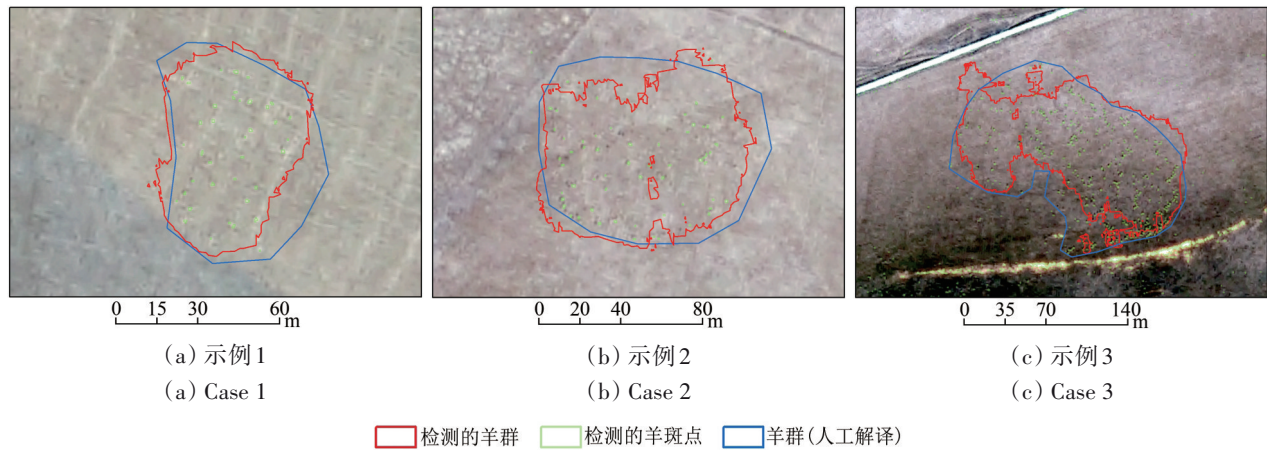 0 15 30 60 m
0 20 40 80 m
0 35 70 140 m
(a) 示例1
(b) 示例2
(c) 示例3
(a) Case 1
(b) Case 2
(c) Case 3
检测的羊群 检测的羊斑点 羊群(人工解译)